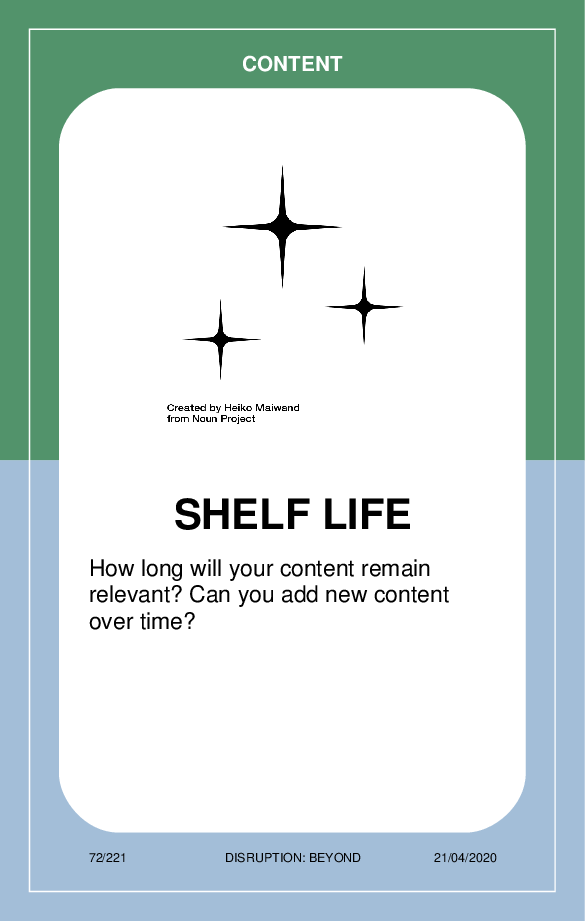 CONTENT
Created by Heiko Maiwand
from Noun Project
SHELF LIFE
How long will your content remain
relevant? Can you add new content
over time?
72/221
DISRUPTION: BEYOND
21/04/2020